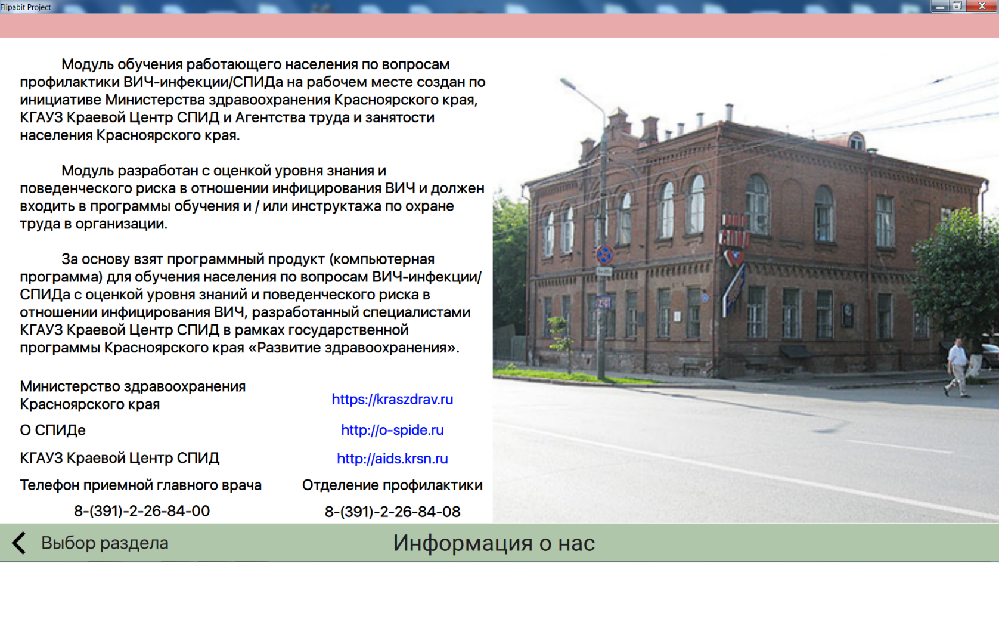 Flipabit Project
Модуль обучения работающего населения по вопросам
профилактики ВИЧ-инфекции/СПИДа на рабочем месте создан по
инициативе Министерства здравоохранения Красноярского края,
КГАУЗ Краевой Центр СПИД и Агентства труда и занятости
населения Красноярского края.
Модуль разработан с оценкой уровня знания и
поведенческого риска в отношении инфицирования ВИЧ и должен
входить в программы обучения и / или инструктажа по охране
труда в организации.
За основу взят программный продукт (компьютерная
программа) для обучения населения по вопросам ВИЧ-инфекции/
СПИДа с оценкой уровня знаний и поведенческого риска в
отношении инфицирования ВИЧ, разработанный специалистами
КГАУЗ Краевой Центр СПИД в рамках государственной
программы Красноярского края «Развитие здравоохранения».
Министерство здравоохранения
Красноярского края
https://kraszdrav.ru
О СПИДе
http://o-spide.ru
КГАУЗ Краевой Центр СПИД
http://aids.krsn.ru
Телефон приемной главного врача
Отделение профилактики
8-(391)-2-26-84-00
8-(391)-2-26-84-08
СПИД
Выбор раздела
Информация о нас